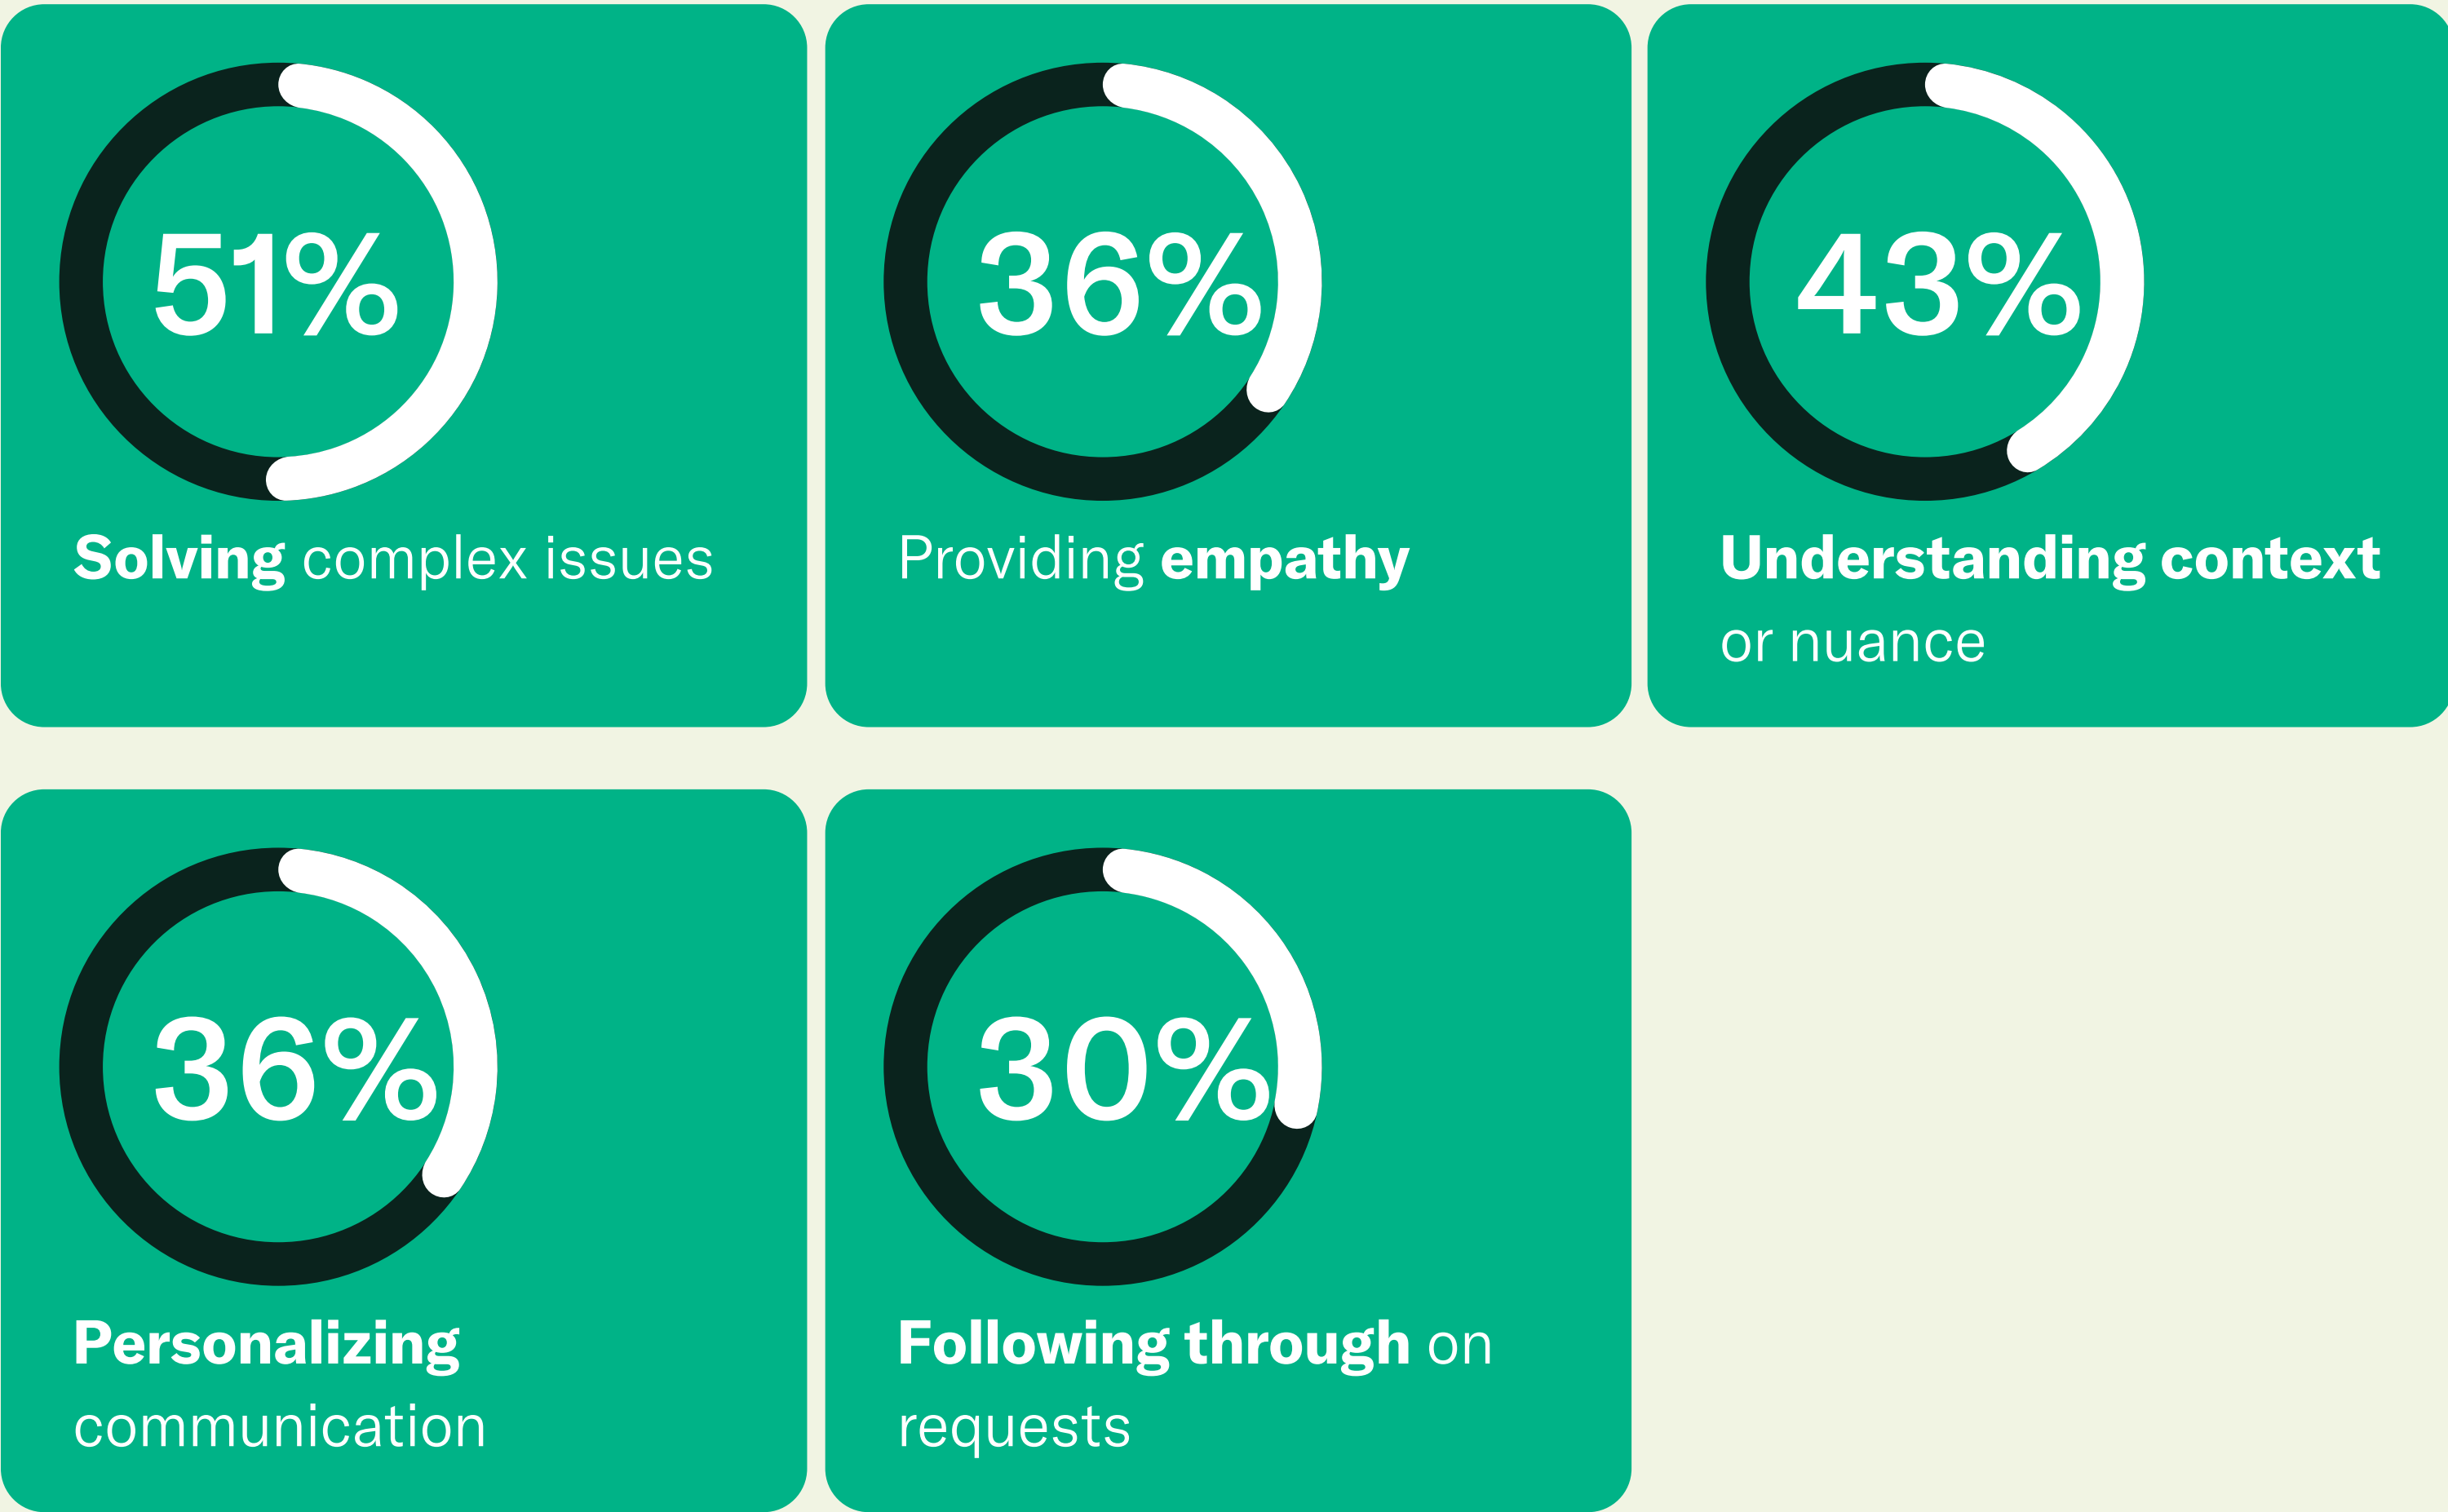 51%
Solving complex issues
36%
Providing empathy
43%
Understanding context
or nuance
36%
Personalizing
communication
30%
Following through on
requests